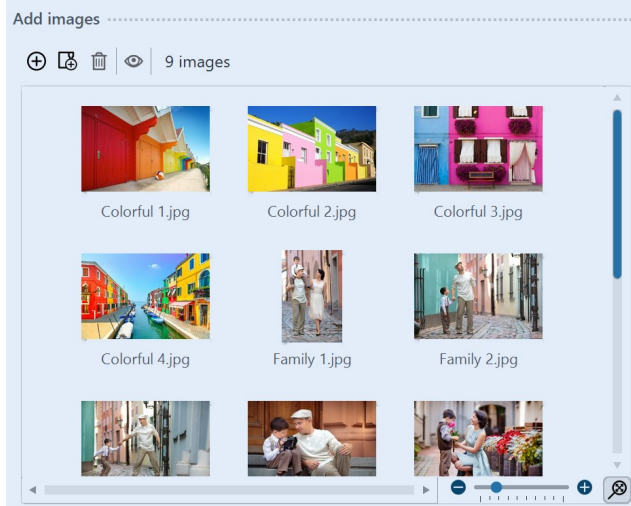 Add images
9 images
Colorful 1.jpg
Colorful 2.jpg
Colorful 3.jpg
Colorful 4.jpg
Family 1.jpg
Family 2.jpg